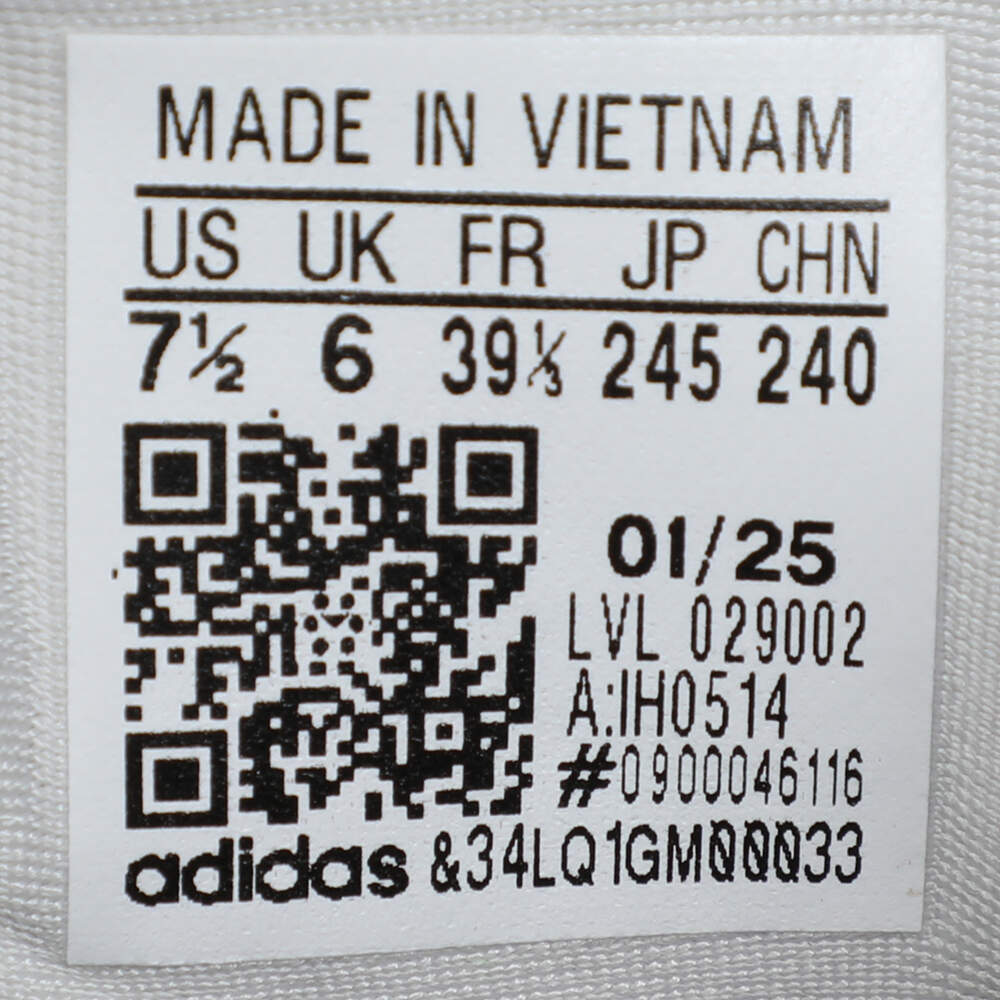 MADE IN VIETNAM
US UK FR JP CHN
7½ 6 39⅓ 245 240
01/25
LVL 029002
A:IH0514
#0900046116
adidas &34LQ1GM00033